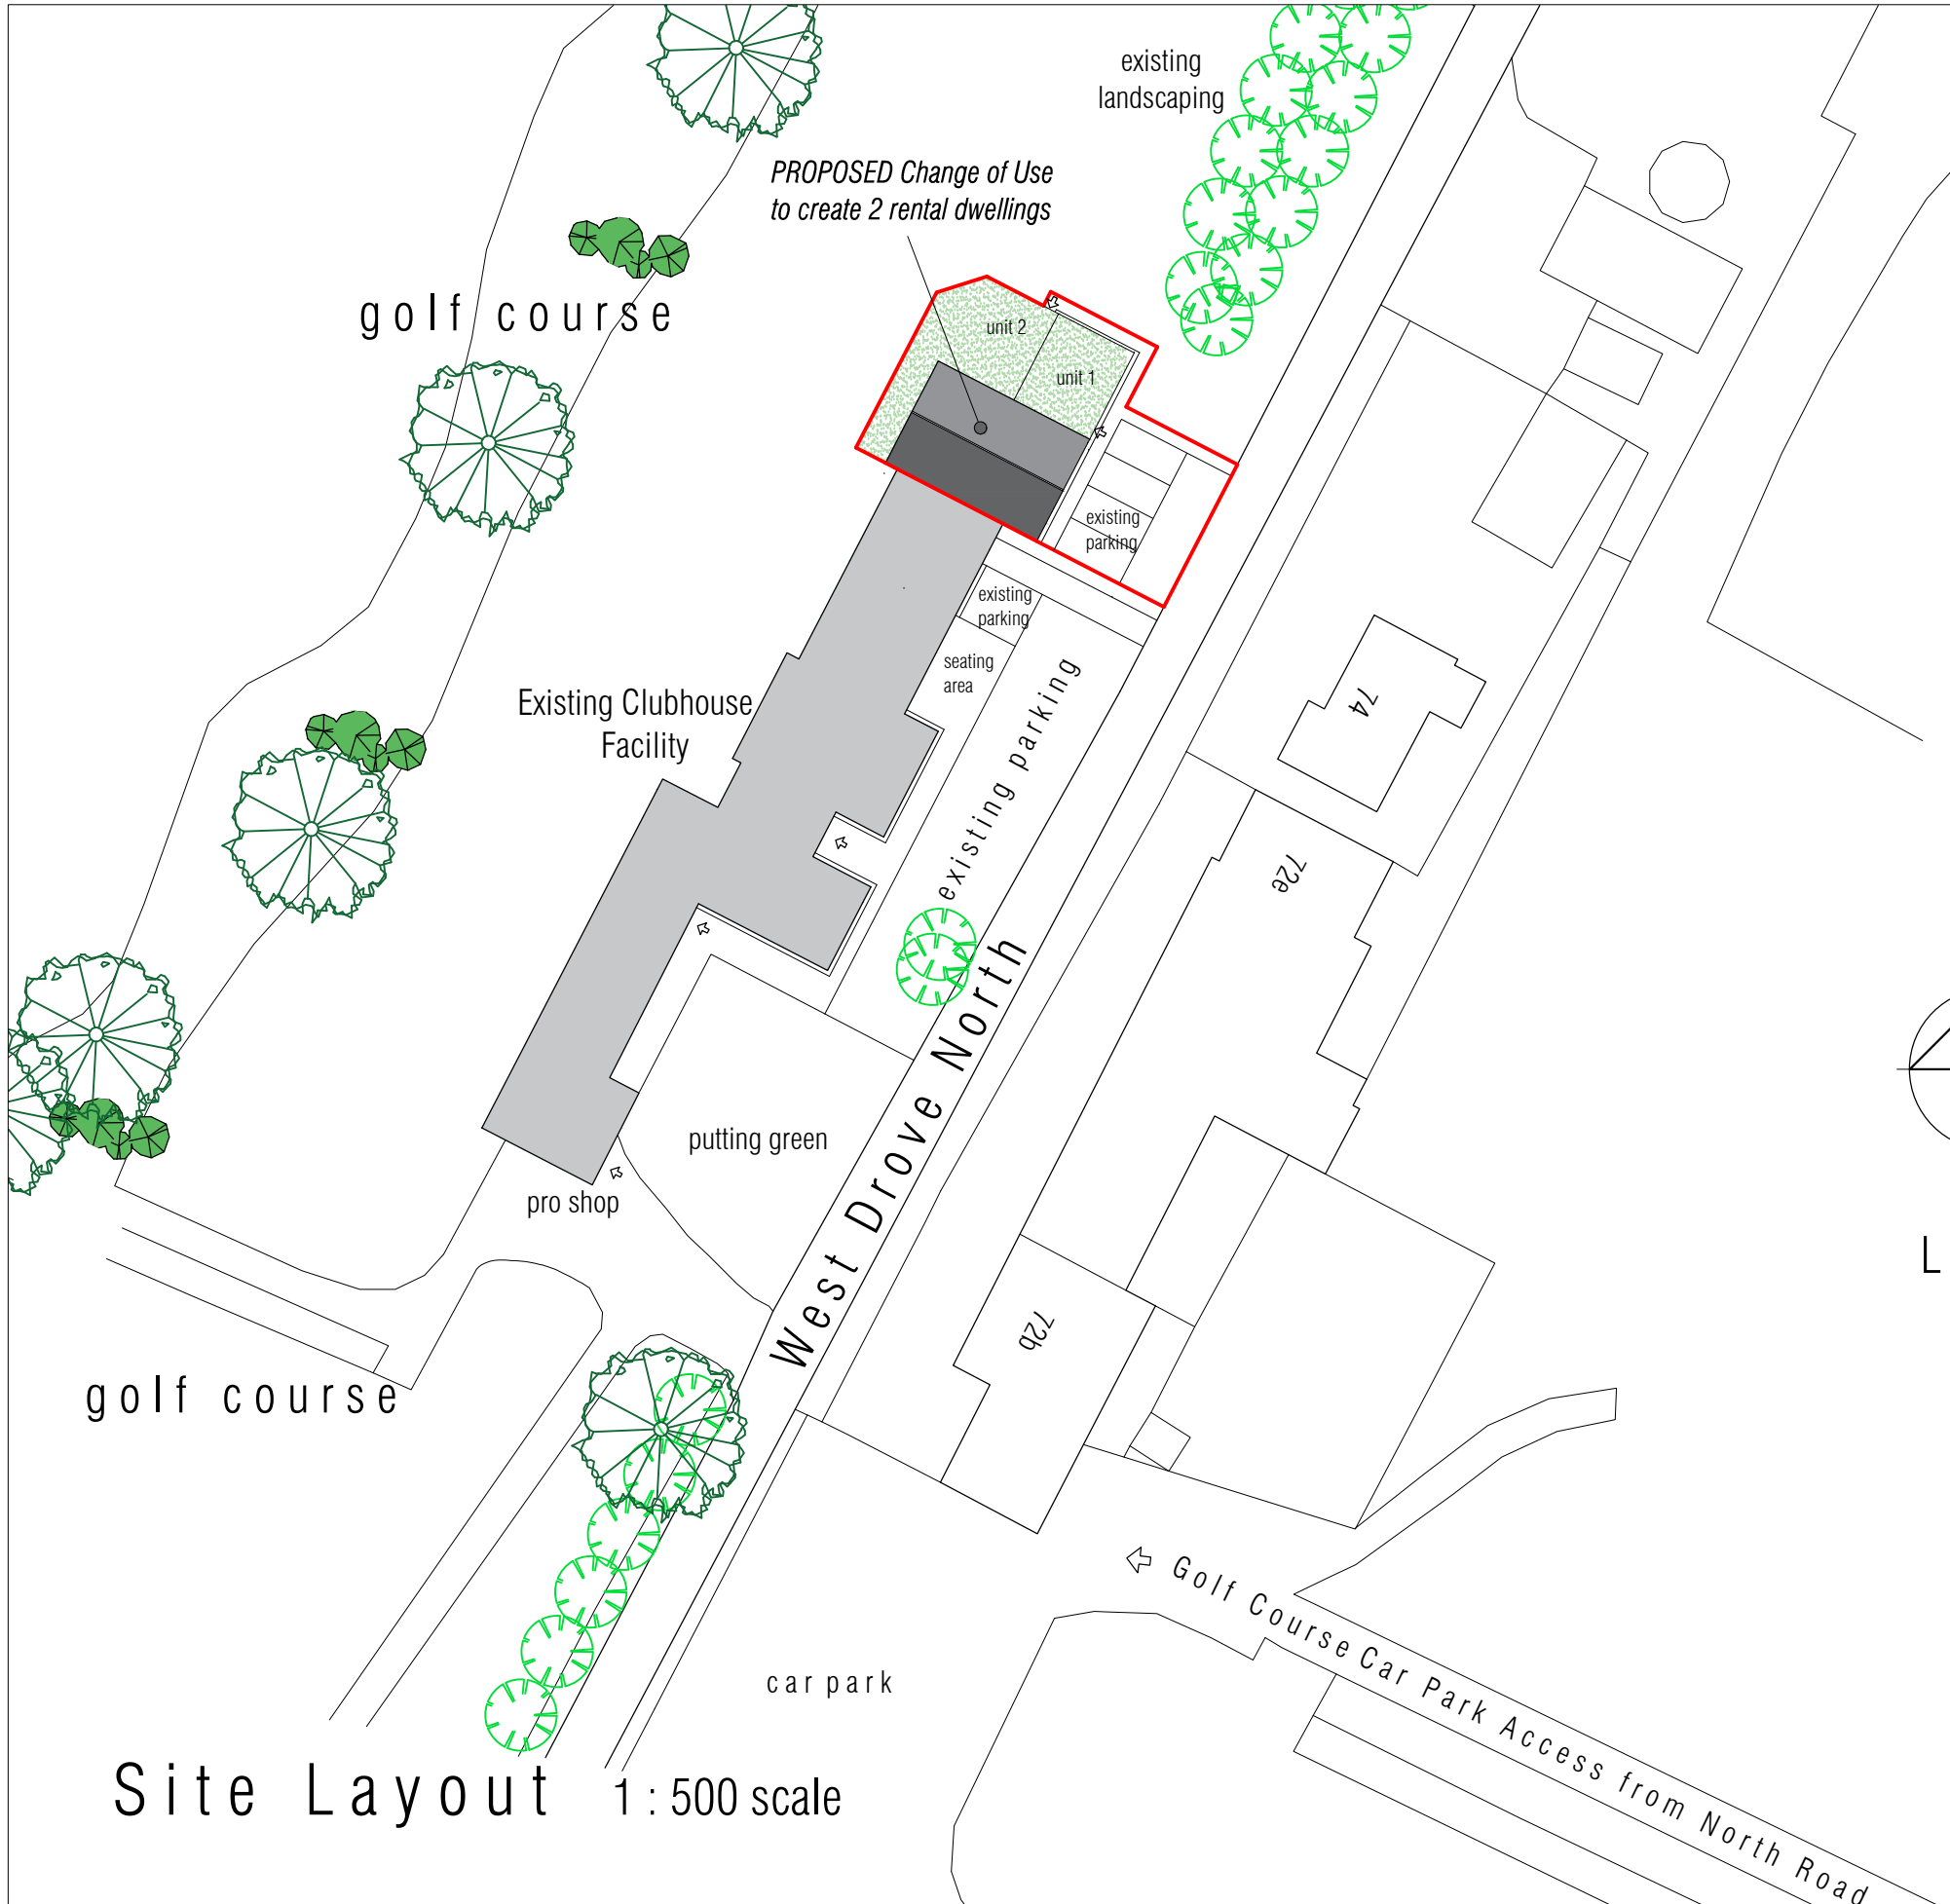 existing
landscaping
PROPOSED Change of Use
to create 2 rental dwellings
golf course
unit 2
unit 1
existing
parking
existing
parking
seating
area
Existing Clubhouse
Facility
existing parking
74
72e
West Drove North
putting green
pro shop
L
72b
golf course
Golf Course Car Park Access from North Road
car park
Site Layout 1 : 500 scale